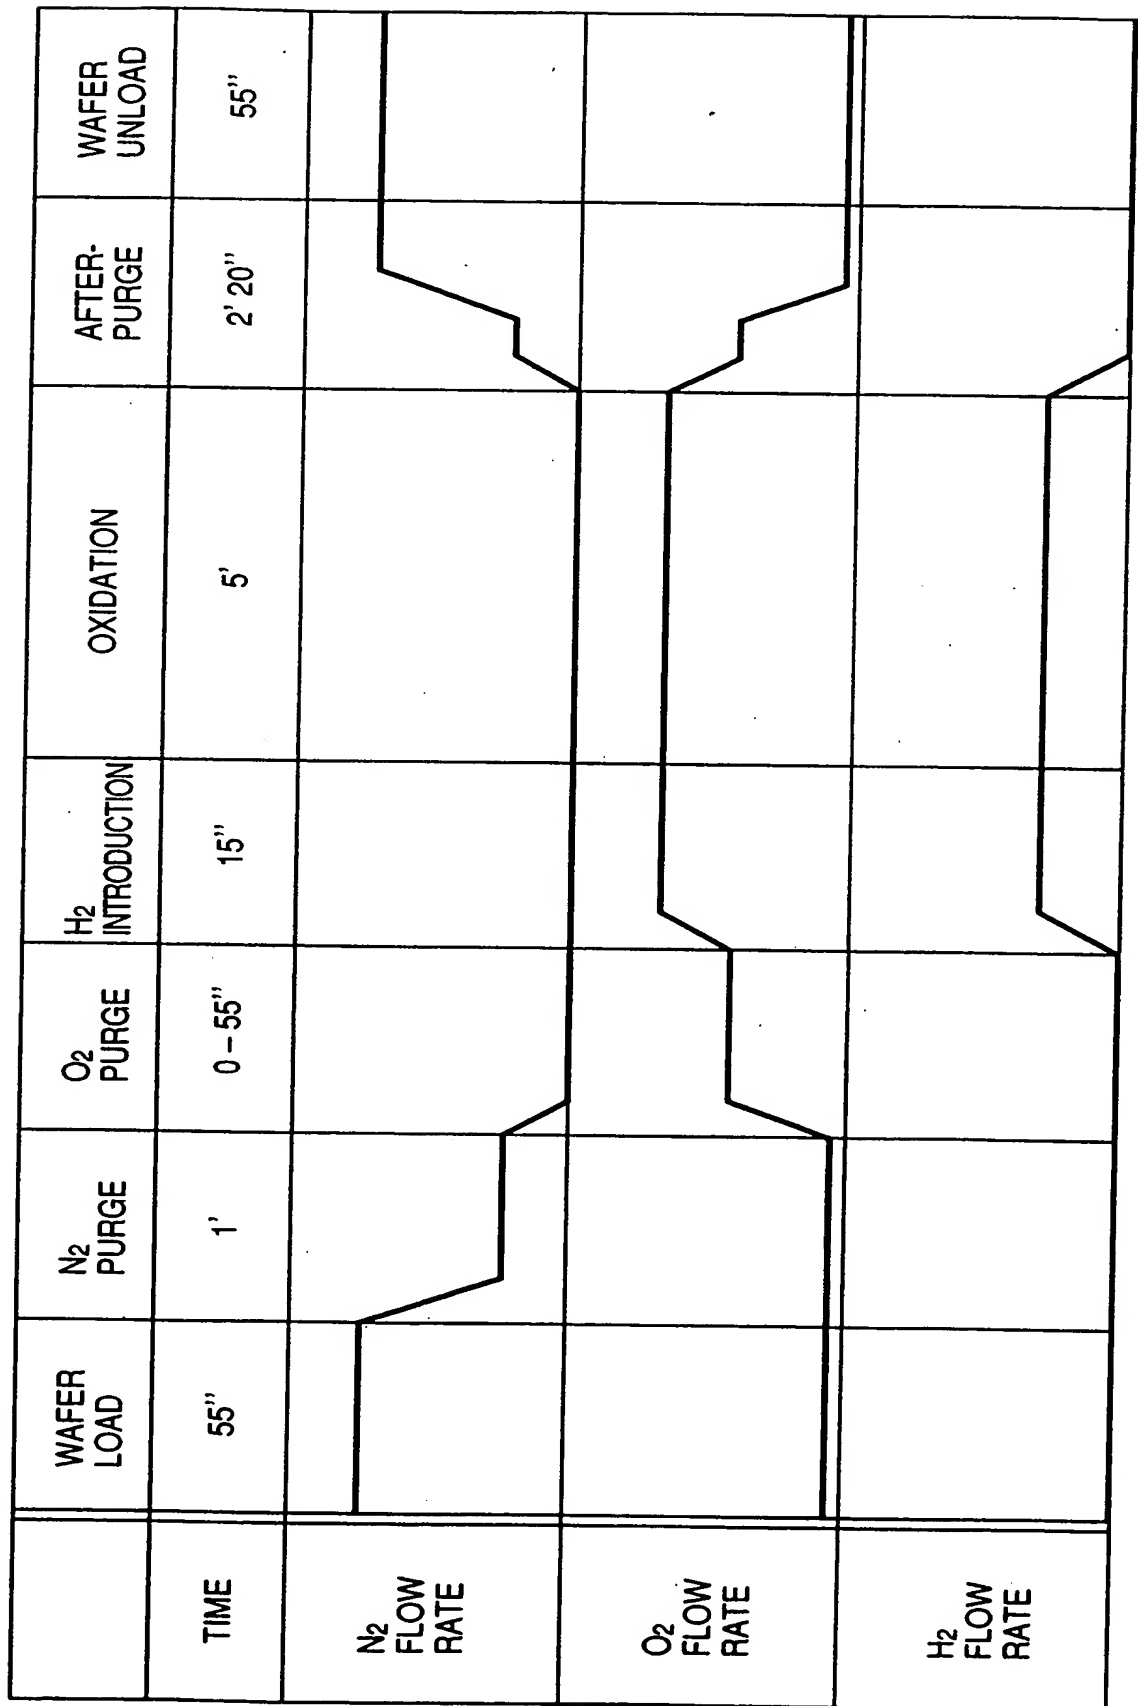 WAFER
LOAD
N2
PURGE
O2
PURGE
H2
INTRODUCTION
OXIDATION
AFTER-
PURGE
WAFER
UNLOAD
TIME
55"
1'
0–55"
15"
5'
2' 20"
55"
N2
FLOW
RATE
O2
FLOW
RATE
H2
FLOW
RATE